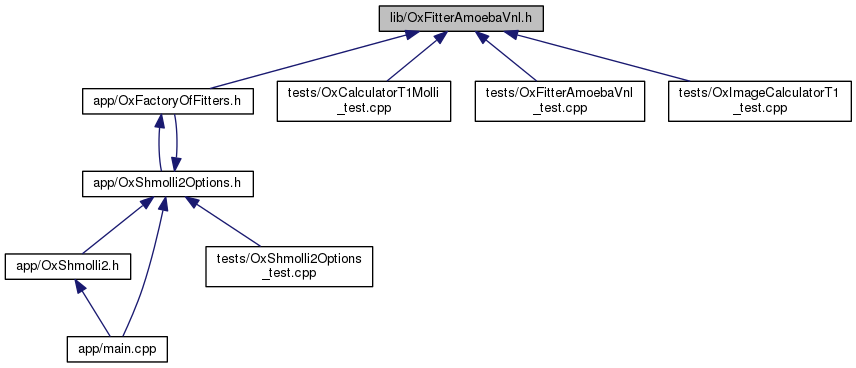 lib/OxFitterAmoebaVnl.h
app/OxFactoryOfFitters.h
tests/OxCalculatorT1Molli
_test.cpp
tests/OxFitterAmoebaVnl
_test.cpp
tests/OxImageCalculatorT1
_test.cpp
app/OxShmolli2Options.h
app/OxShmolli2.h
tests/OxShmolli2Options
_test.cpp
app/main.cpp